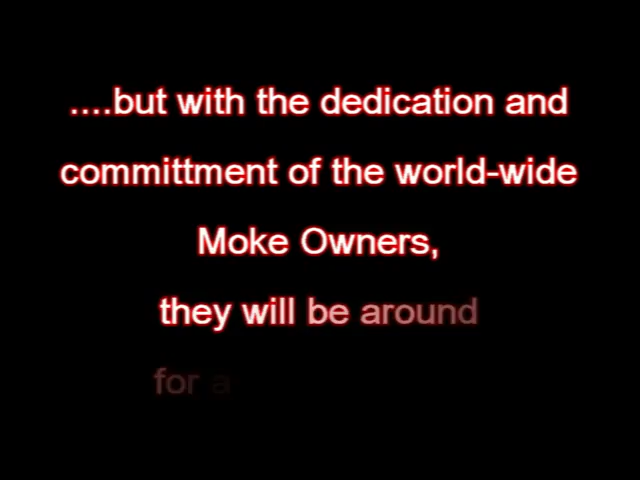 ....but with the dedication and
committment of the world-wide
Moke Owners,
they will be around
for a